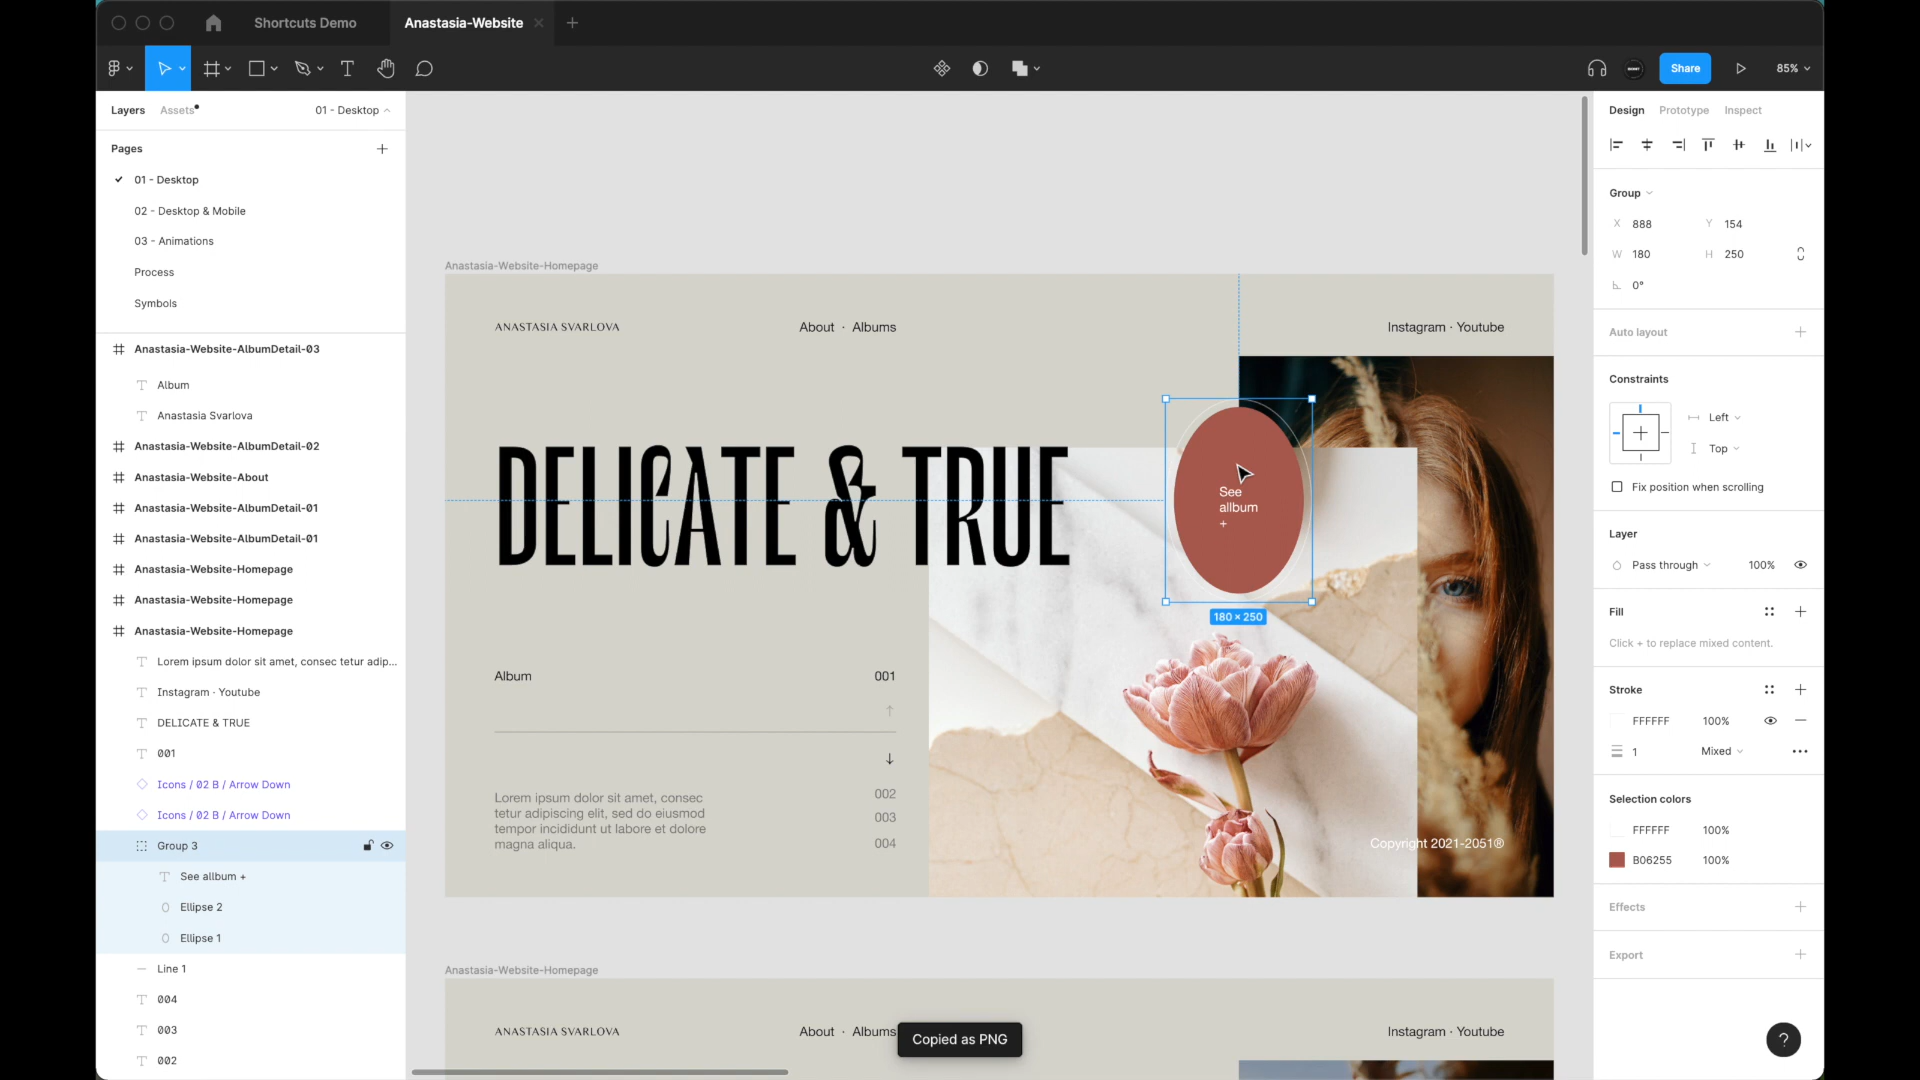 Shortcuts Demo
Anastasia-Website
Share
85%
Layers
Assets
01 - Desktop
Pages
01 - Desktop
02 - Desktop & Mobile
03 - Animations
Process
Symbols
Anastasia-Website-AlbumDetail-03
Album
Anastasia Svarlova
Anastasia-Website-AlbumDetail-02
Anastasia-Website-About
Anastasia-Website-AlbumDetail-01
Anastasia-Website-AlbumDetail-01
Anastasia-Website-Homepage
Anastasia-Website-Homepage
Anastasia-Website-Homepage
Lorem ipsum dolor sit amet, consec tetur adip...
Instagram · Youtube
DELICATE & TRUE
001
Icons / 02 B / Arrow Down
Icons / 02 B / Arrow Down
Group 3
See allbum +
Ellipse 2
Ellipse 1
Line 1
004
003
002
Anastasia-Website-Homepage
ANASTASIA SVARLOVA
About · Albums
Instagram · Youtube
DELICATE & TRUE
See
allbum
+
180 × 250
Album
001
Lorem ipsum dolor sit amet, consec
tetur adipiscing elit, sed do eiusmod
tempor incididunt ut labore et dolore
magna aliqua.
002
003
004
Copyright 2021-2051®
Anastasia-Website-Homepage
ANASTASIA SVARLOVA
About · Albums
Instagram · Youtube
Copied as PNG
Design
Prototype
Inspect
Group
X 888
Y 154
W 180
H 250
0°
Auto layout
Constraints
Left
Top
Fix position when scrolling
Layer
Pass through
100%
Fill
Click + to replace mixed content.
Stroke
FFFFFF
100%
1
Mixed
Selection colors
FFFFFF
100%
B06255
100%
Effects
Export
?